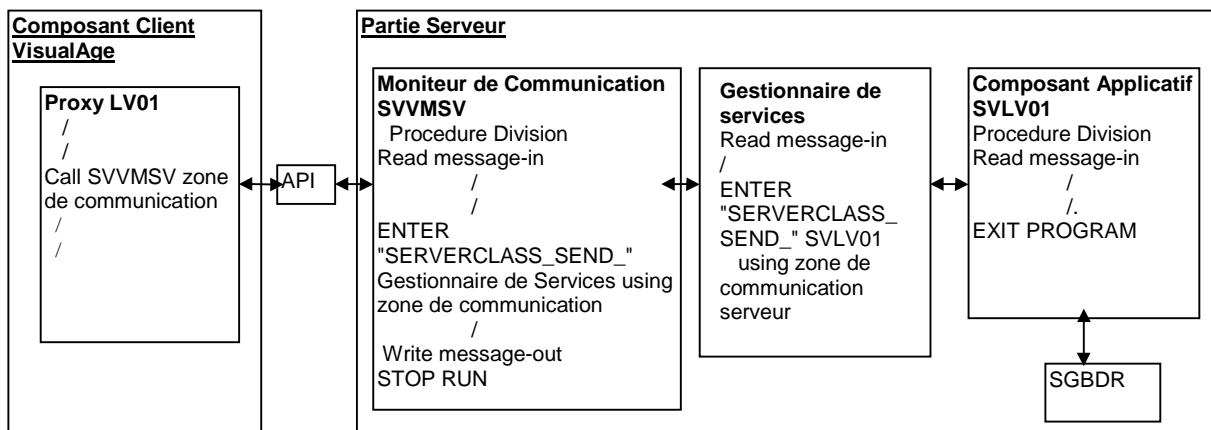 Composant Client
VisualAge
Proxy LV01
/
/
Call SVVMSV zone
de communication
/
/
API
Partie Serveur
Moniteur de Communication
SVVMSV
Procedure Division
Read message-in
/
/
ENTER
"SERVERCLASS_SEND_"
Gestionnaire de Services using
zone de communication
/
Write message-out
STOP RUN
Gestionnaire de
services
Read message-in
/
ENTER
"SERVERCLASS_
SEND_" SVLV01
using zone de
communication
serveur
Composant Applicatif
SVLV01
Procedure Division
Read message-in
/
/.
EXIT PROGRAM
SGBDR